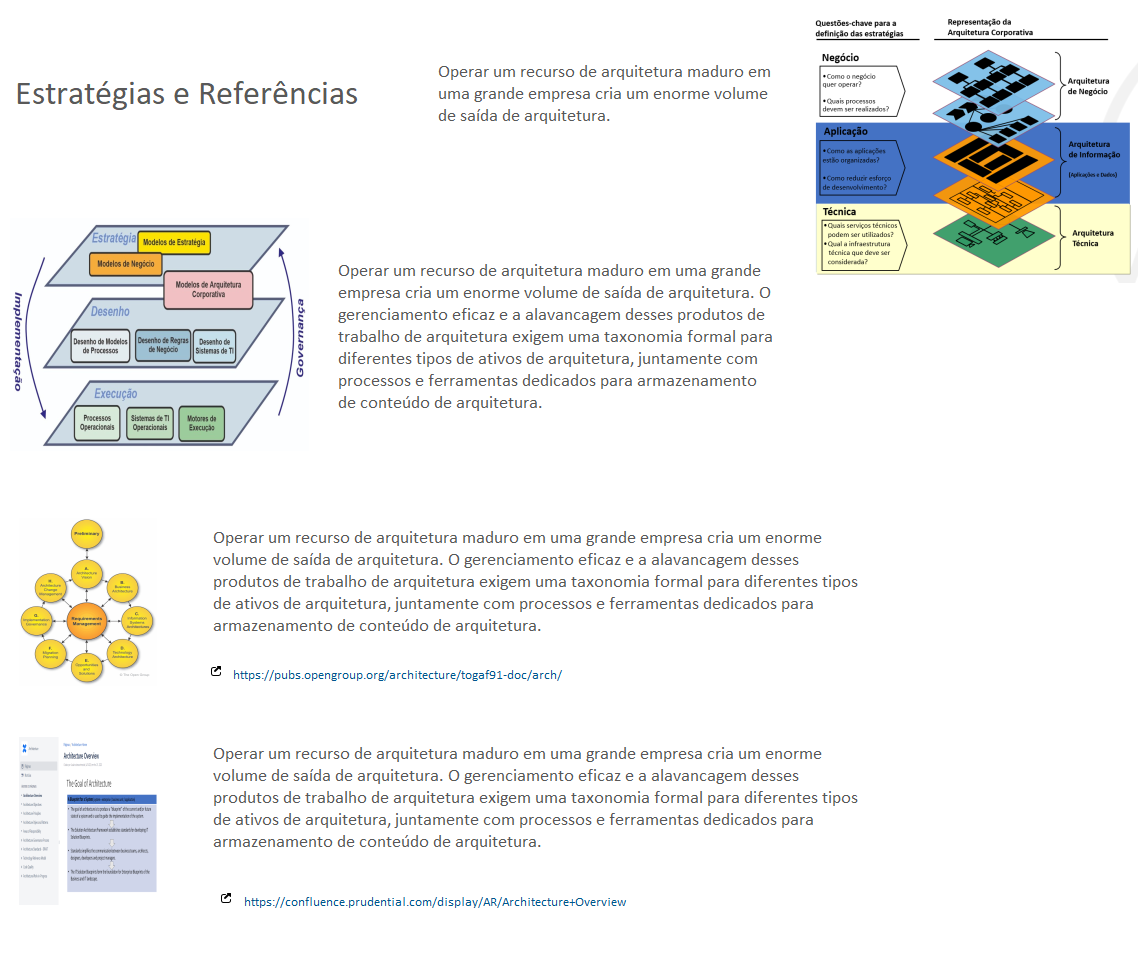 Estratégias e Referências
Operar um recurso de arquitetura maduro em
uma grande empresa cria um enorme volume
de saída de arquitetura.
Questões-chave para a
definição das estratégias
Representação da
Arquitetura Corporativa
Negócio
• Como o negócio
quer operar?
• Quais processos
devem ser realizados?
Arquitetura
de Negócio
Aplicação
• Como as aplicações
estão organizadas?
• Como reduzir esforço
de desenvolvimento?
Arquitetura
de Informação
(Aplicações e Dados)
Técnica
• Quais serviços técnicos
podem ser utilizados?
• Qual a infraestrutura
técnica que deve ser
considerada?
Arquitetura
Técnica
Estratégia
Modelos de Estratégia
Modelos de Negócio
Modelos de Arquitetura
Corporativa
Desenho
Desenho de Modelos
de Processos
Desenho de Regras
de Negócio
Desenho de
Sistemas de TI
Execução
Processos
Operacionais
Sistemas de TI
Operacionais
Motores de
Execução
Implementação
Governança
Operar um recurso de arquitetura maduro em uma grande
empresa cria um enorme volume de saída de arquitetura. O
gerenciamento eficaz e a alavancagem desses produtos de
trabalho de arquitetura exigem uma taxonomia formal para
diferentes tipos de ativos de arquitetura, juntamente com
processos e ferramentas dedicados para armazenamento
de conteúdo de arquitetura.
Preliminary
A.
Architecture
Vision
B.
Business
Architecture
C.
Information
Systems
Architectures
D.
Technology
Architecture
E.
Opportunities
and
Solutions
F.
Migration
Planning
G.
Implementation
Governance
H.
Architecture
Change
Management
Requirements
Management
© The Open Group
Operar um recurso de arquitetura maduro em uma grande empresa cria um enorme
volume de saída de arquitetura. O gerenciamento eficaz e a alavancagem desses
produtos de trabalho de arquitetura exigem uma taxonomia formal para diferentes tipos
de ativos de arquitetura, juntamente com processos e ferramentas dedicados para
armazenamento de conteúdo de arquitetura.
https://pubs.opengroup.org/architecture/togaf91-doc/arch/
Architecture Overview
The Goal of Architecture
Operar um recurso de arquitetura maduro em uma grande empresa cria um enorme
volume de saída de arquitetura. O gerenciamento eficaz e a alavancagem desses
produtos de trabalho de arquitetura exigem uma taxonomia formal para diferentes tipos
de ativos de arquitetura, juntamente com processos e ferramentas dedicados para
armazenamento de conteúdo de arquitetura.
https://confluence.prudential.com/display/AR/Architecture+Overview